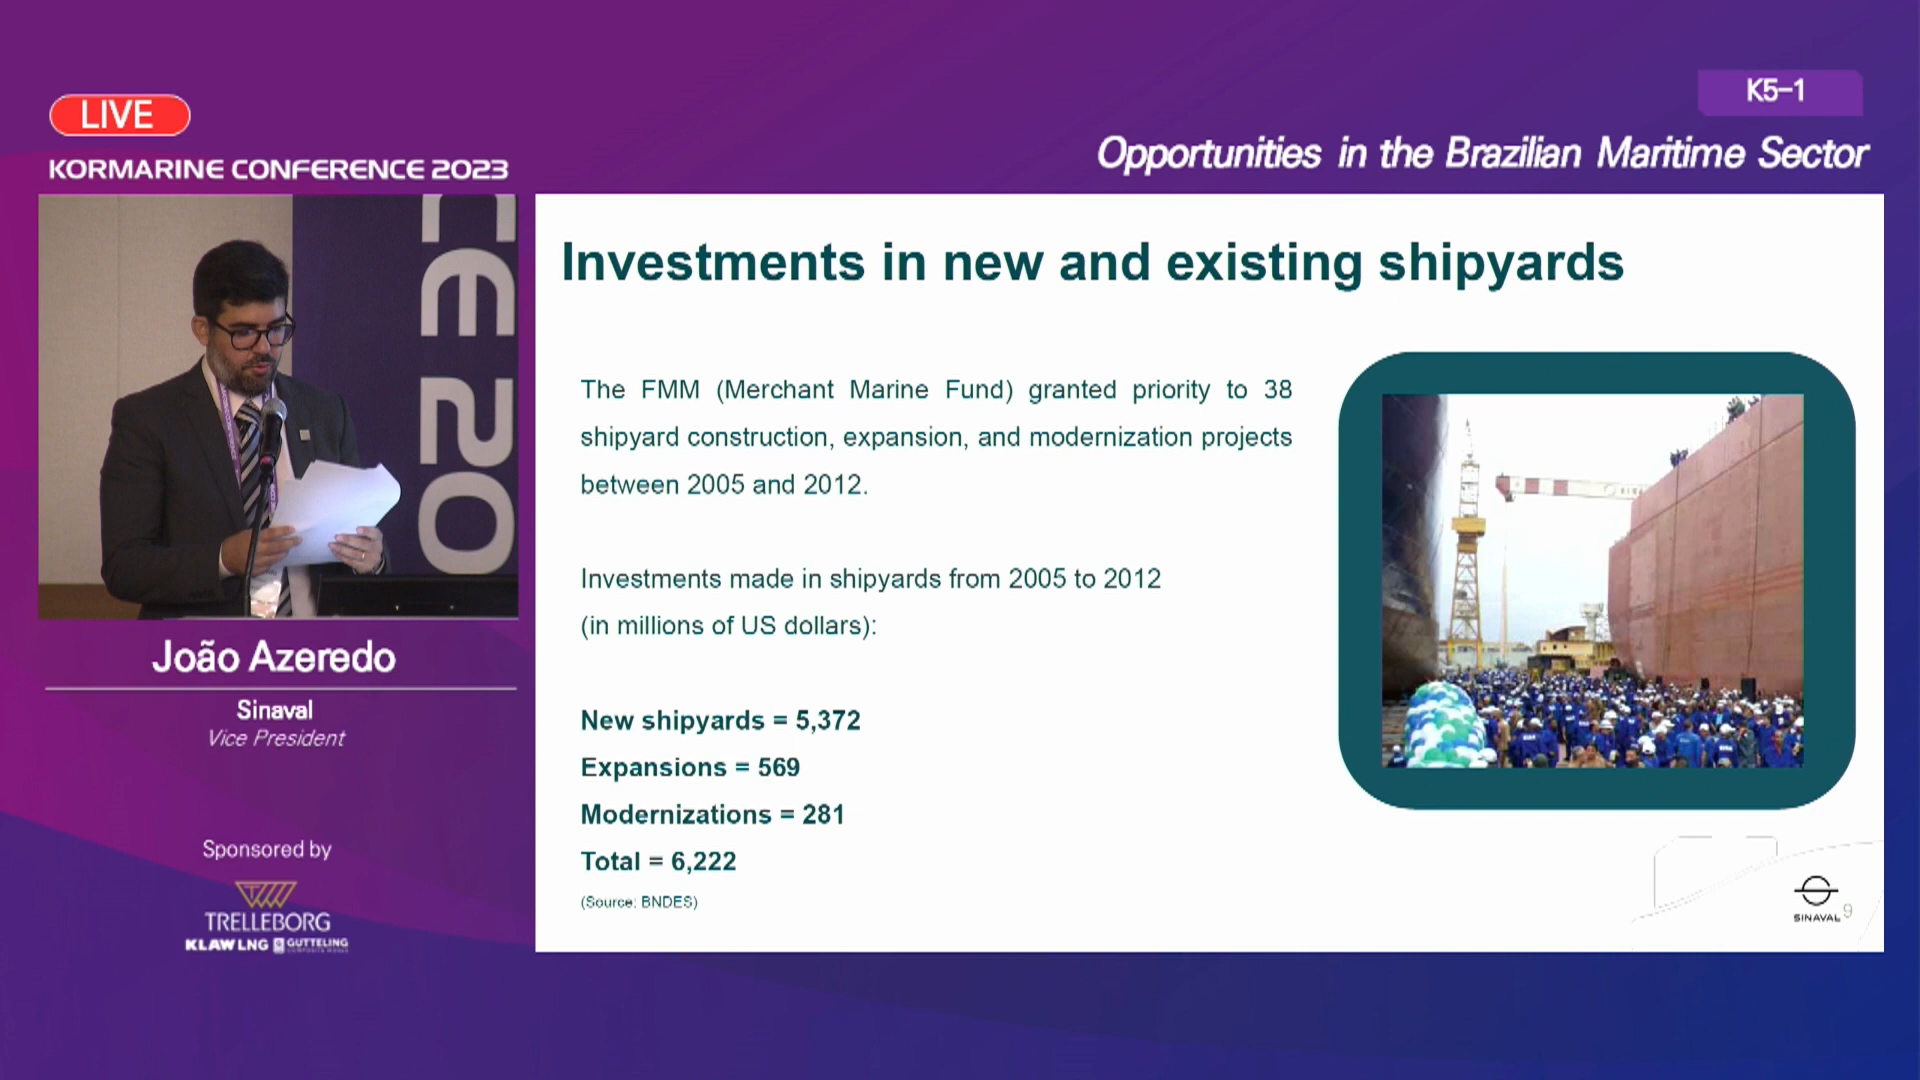 LIVE
KORMARINE CONFERENCE 2023
K5-1
Opportunities in the Brazilian Maritime Sector
CE 20
João Azeredo
Sinaval
Vice President
Sponsored by
TRELLEBORG
KLAW LNG GUTTELING
Investments in new and existing shipyards
The FMM (Merchant Marine Fund) granted priority to 38
shipyard construction, expansion, and modernization projects
between 2005 and 2012.
Investments made in shipyards from 2005 to 2012
(in millions of US dollars):
New shipyards = 5,372
Expansions = 569
Modernizations = 281
Total = 6,222
(Source: BNDES)
SINAVAL 9